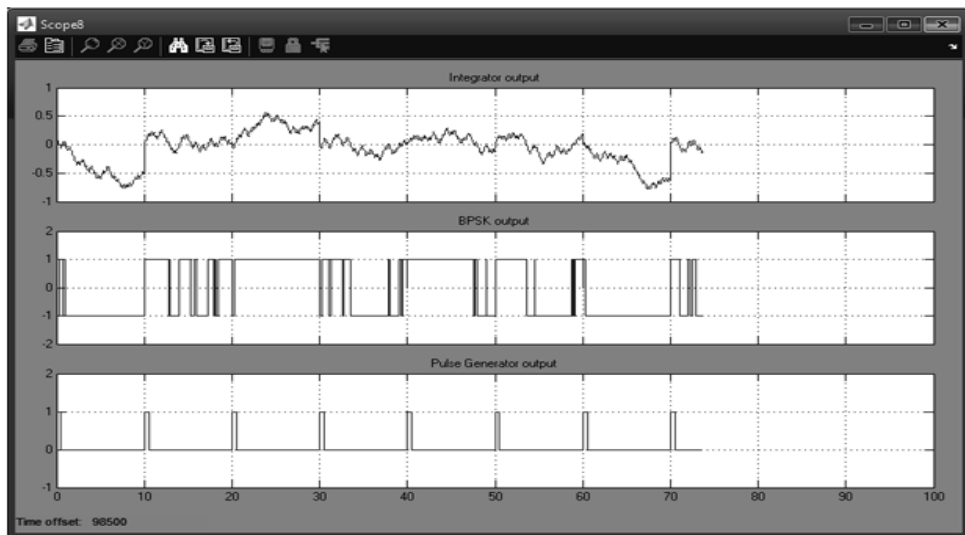 Scope8
Integrator output
1
0.5
0
-0.5
-1
BPSK output
2
1
0
-1
-2
Pulse Generator output
2
1
0
-1
0 10 20 30 40 50 60 70 80 90 100
Time offset: 98500